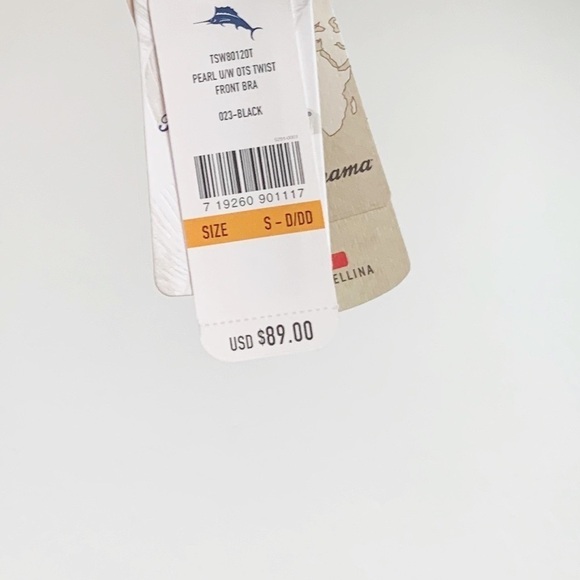 TSW80120T
PEARL U/W OTS TWIST
FRONT BRA
023-BLACK
7 19260 901117
SIZE S - D/DD
USD $89.00
ama
ELLINA